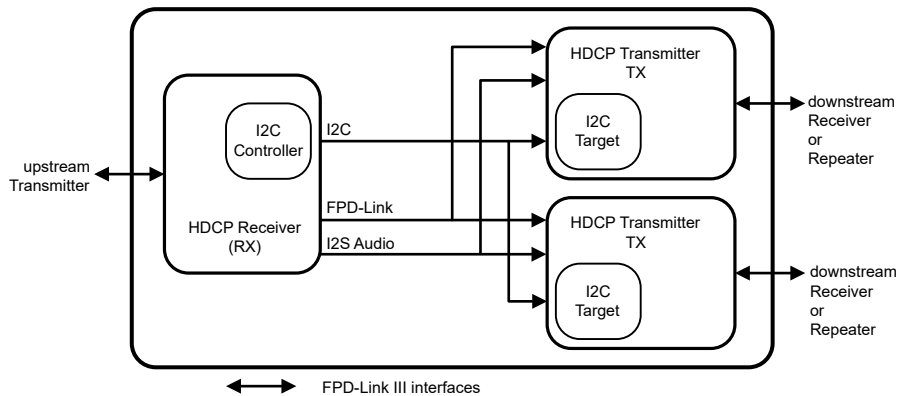 upstream
Transmitter
I2C
Controller
HDCP Receiver
(RX)
I2C
FPD-Link
I2S Audio
HDCP Transmitter
TX
I2C
Target
downstream
Receiver
or
Repeater
HDCP Transmitter
TX
I2C
Target
downstream
Receiver
or
Repeater
FPD-Link III interfaces